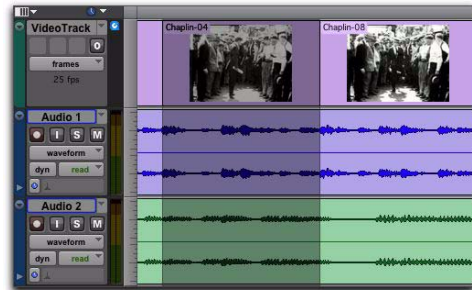 VideoTrack
O
frames
25 fps
Chaplin-04
Chaplin-08
Audio 1
I S M
waveform
dyn read
Audio 2
I S M
waveform
dyn read